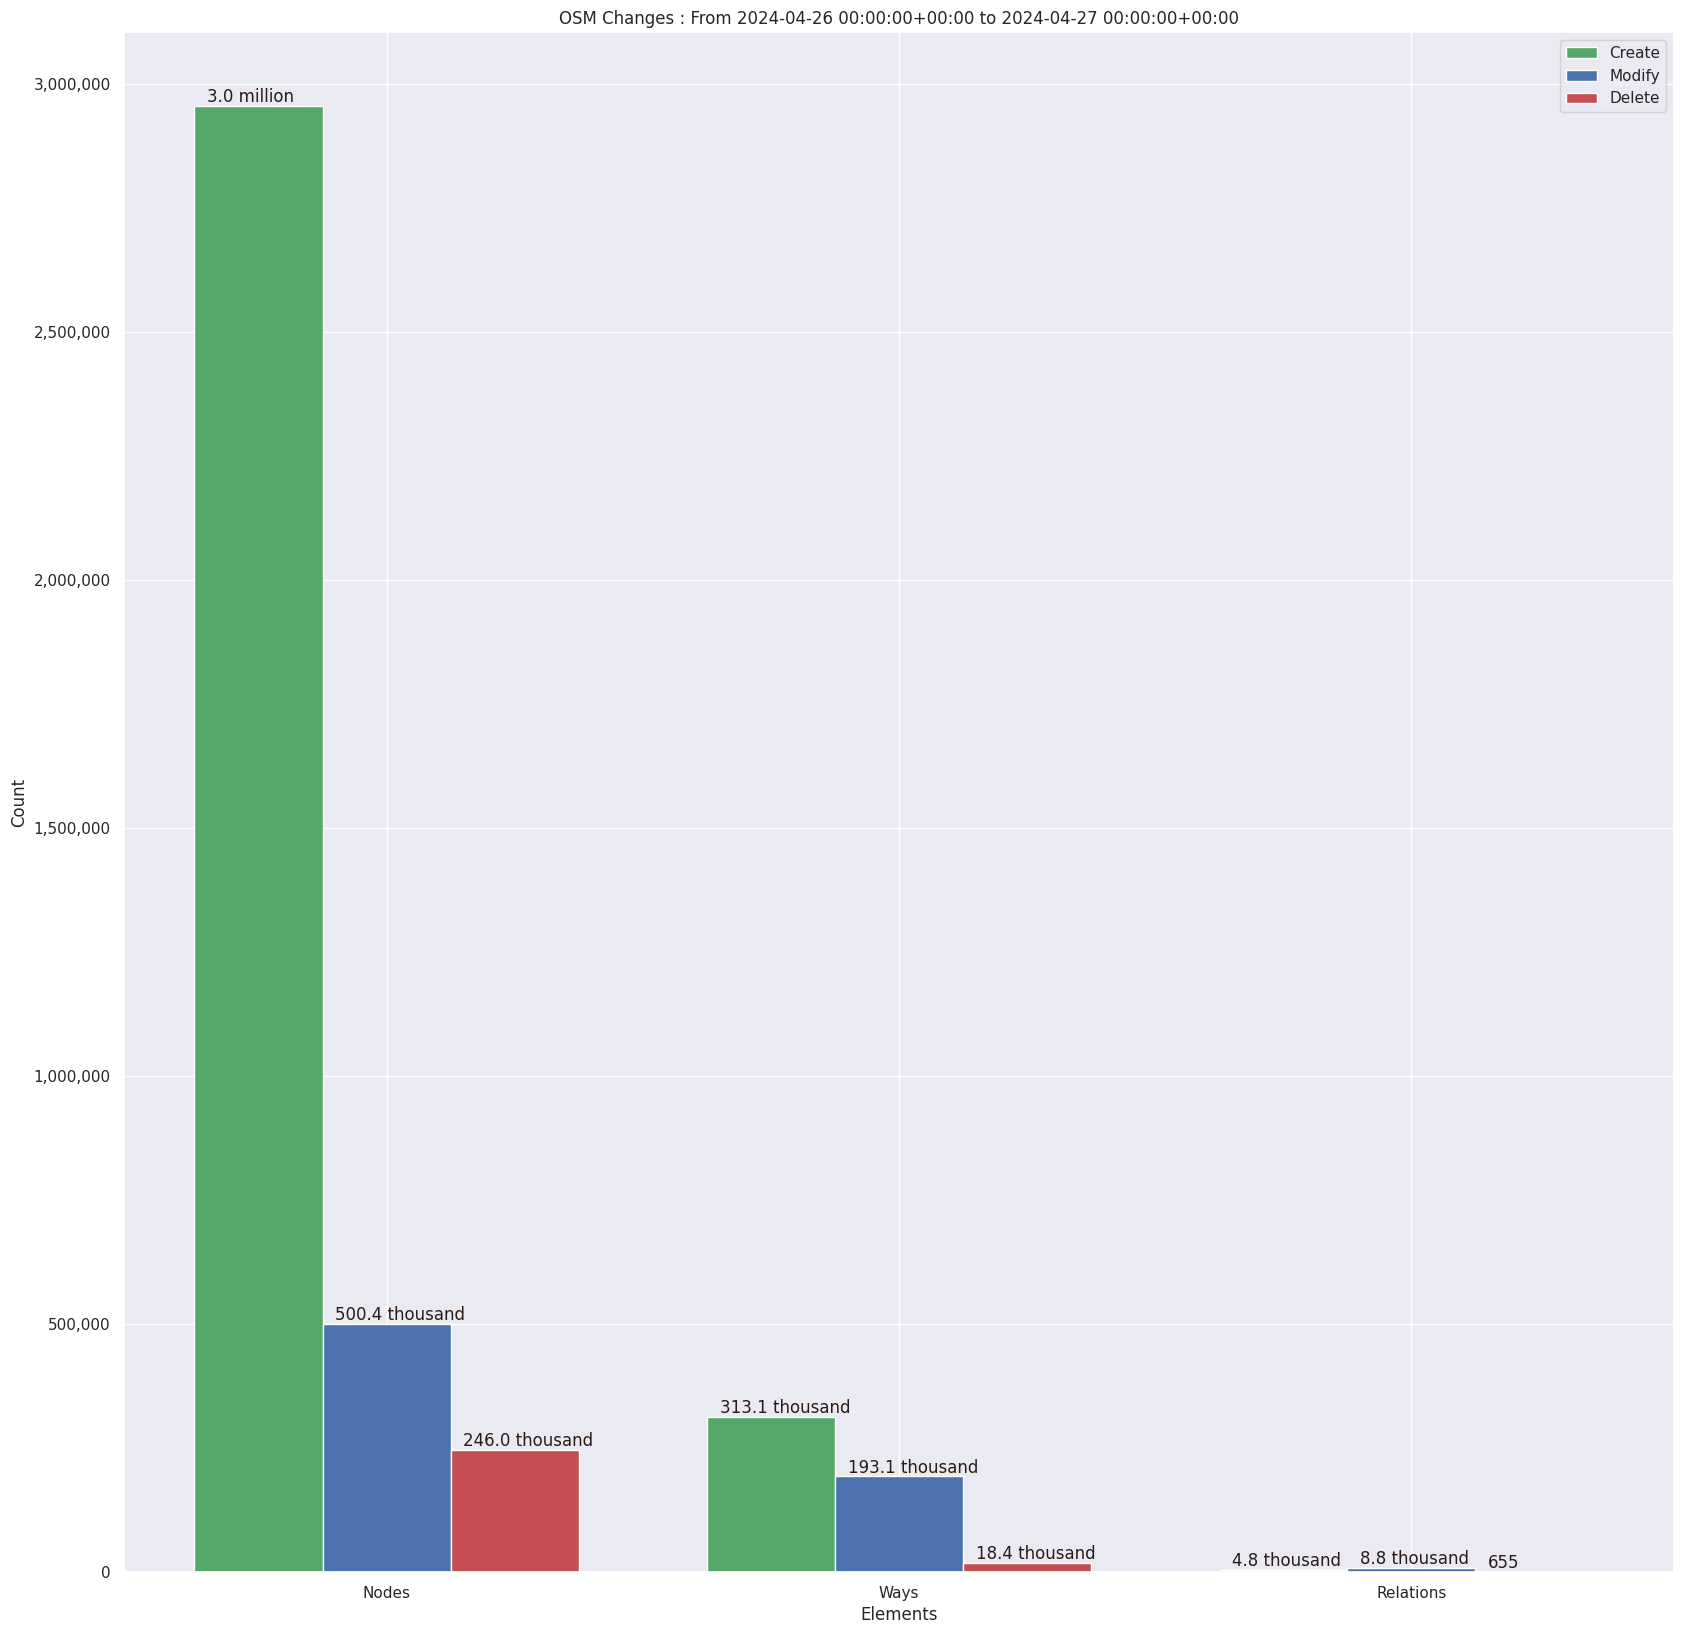 OSM Changes : From 2024-04-26 00:00:00+00:00 to 2024-04-27 00:00:00+00:00
Create
Modify
Delete
3,000,000
2,500,000
2,000,000
1,500,000
1,000,000
500,000
0
Count
3.0 million
500.4 thousand
246.0 thousand
313.1 thousand
193.1 thousand
18.4 thousand
4.8 thousand
8.8 thousand
655
Nodes
Ways
Relations
Elements